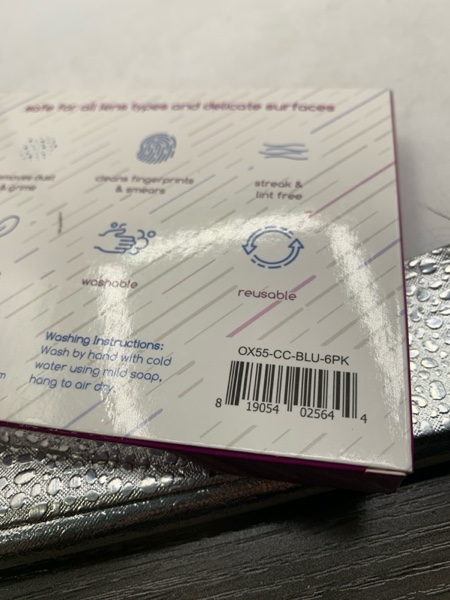 safe for all lens types and delicate surfaces
dust
& grime
cleans fingerprints
& smears
streak &
lint free
washable
reusable
Washing Instructions:
Wash by hand with cold
water using mild soap,
hang to air dry
OX55-CC-BLU-6PK
8 19054 02564 4